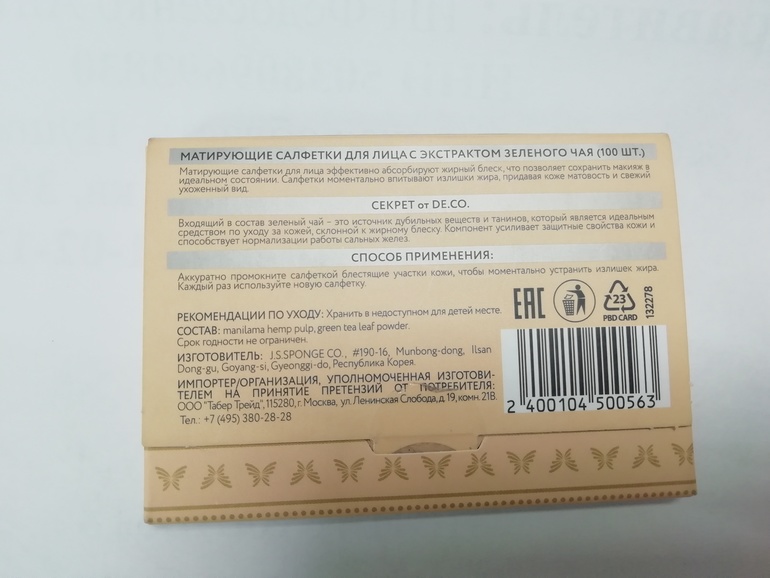 МАТИРУЮЩИЕ САЛФЕТКИ ДЛЯ ЛИЦА С ЭКСТРАКТОМ ЗЕЛЕНОГО ЧАЯ (100 ШТ.)
Матирующие салфетки для лица эффективно абсорбируют жирный блеск, что позволяет сохранить макияж в
идеальном состоянии. Салфетки моментально впитывают излишки жира, придавая коже матовость и свежий
ухоженный вид.
СЕКРЕТ от DE.CO.
Входящий в состав зеленый чай – это источник дубильных веществ и танинов, который является идеальным
средством по уходу за кожей, склонной к жирному блеску. Компонент усиливает защитные свойства кожи и
способствует нормализации работы сальных желез.
СПОСОБ ПРИМЕНЕНИЯ:
Аккуратно промокните салфеткой блестящие участки кожи, чтобы моментально устранить излишек жира.
Каждый раз используйте новую салфетку.
РЕКОМЕНДАЦИИ ПО УХОДУ: Хранить в недоступном для детей месте.
СОСТАВ: manilama hemp pulp, green tea leaf powder.
Срок годности не ограничен.
ИЗГОТОВИТЕЛЬ: J.S.SPONGE CO., #190-16, Munbong-dong, Ilsan
Dong-gu, Goyang-si, Gyeonggi-do, Республика Корея.
ИМПОРТЕР/ОРГАНИЗАЦИЯ, УПОЛНОМОЧЕННАЯ ИЗГОТОВИ-
ТЕЛЕМ НА ПРИНЯТИЕ ПРЕТЕНЗИЙ ОТ ПОТРЕБИТЕЛЯ:
ООО "Табер Трейд", 115280, г. Москва, ул. Ленинская Слобода, д. 19, комн. 21В.
Тел.: +7 (495) 380-28-28
EAC
23
PBD CARD
132278
2 400104 500563